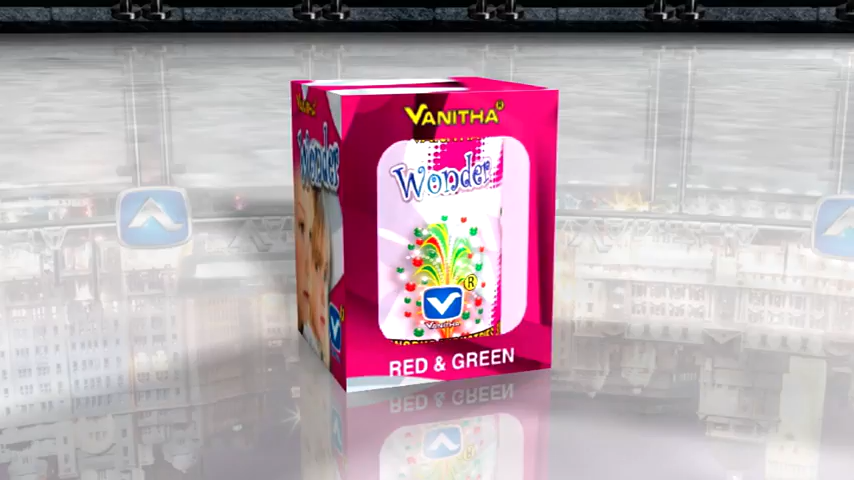 VANITHA®
Wonder
®
VANITHA
RED & GREEN
Wonder